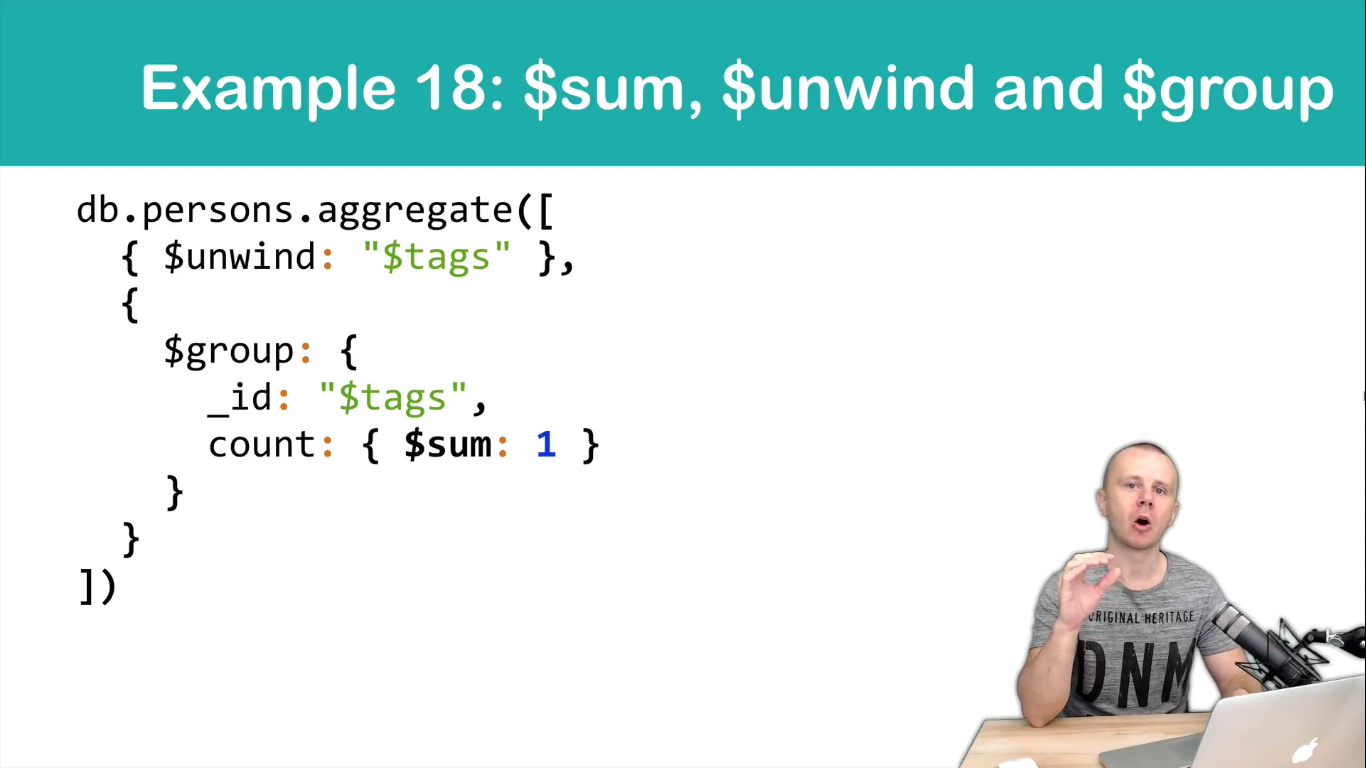 Example 18: $sum, $unwind and $group
db.persons.aggregate([
  { $unwind: "$tags" },
  {
    $group: {
      _id: "$tags",
      count: { $sum: 1 }
    }
  }
])
ORIGINAL HERITAGE
DNM